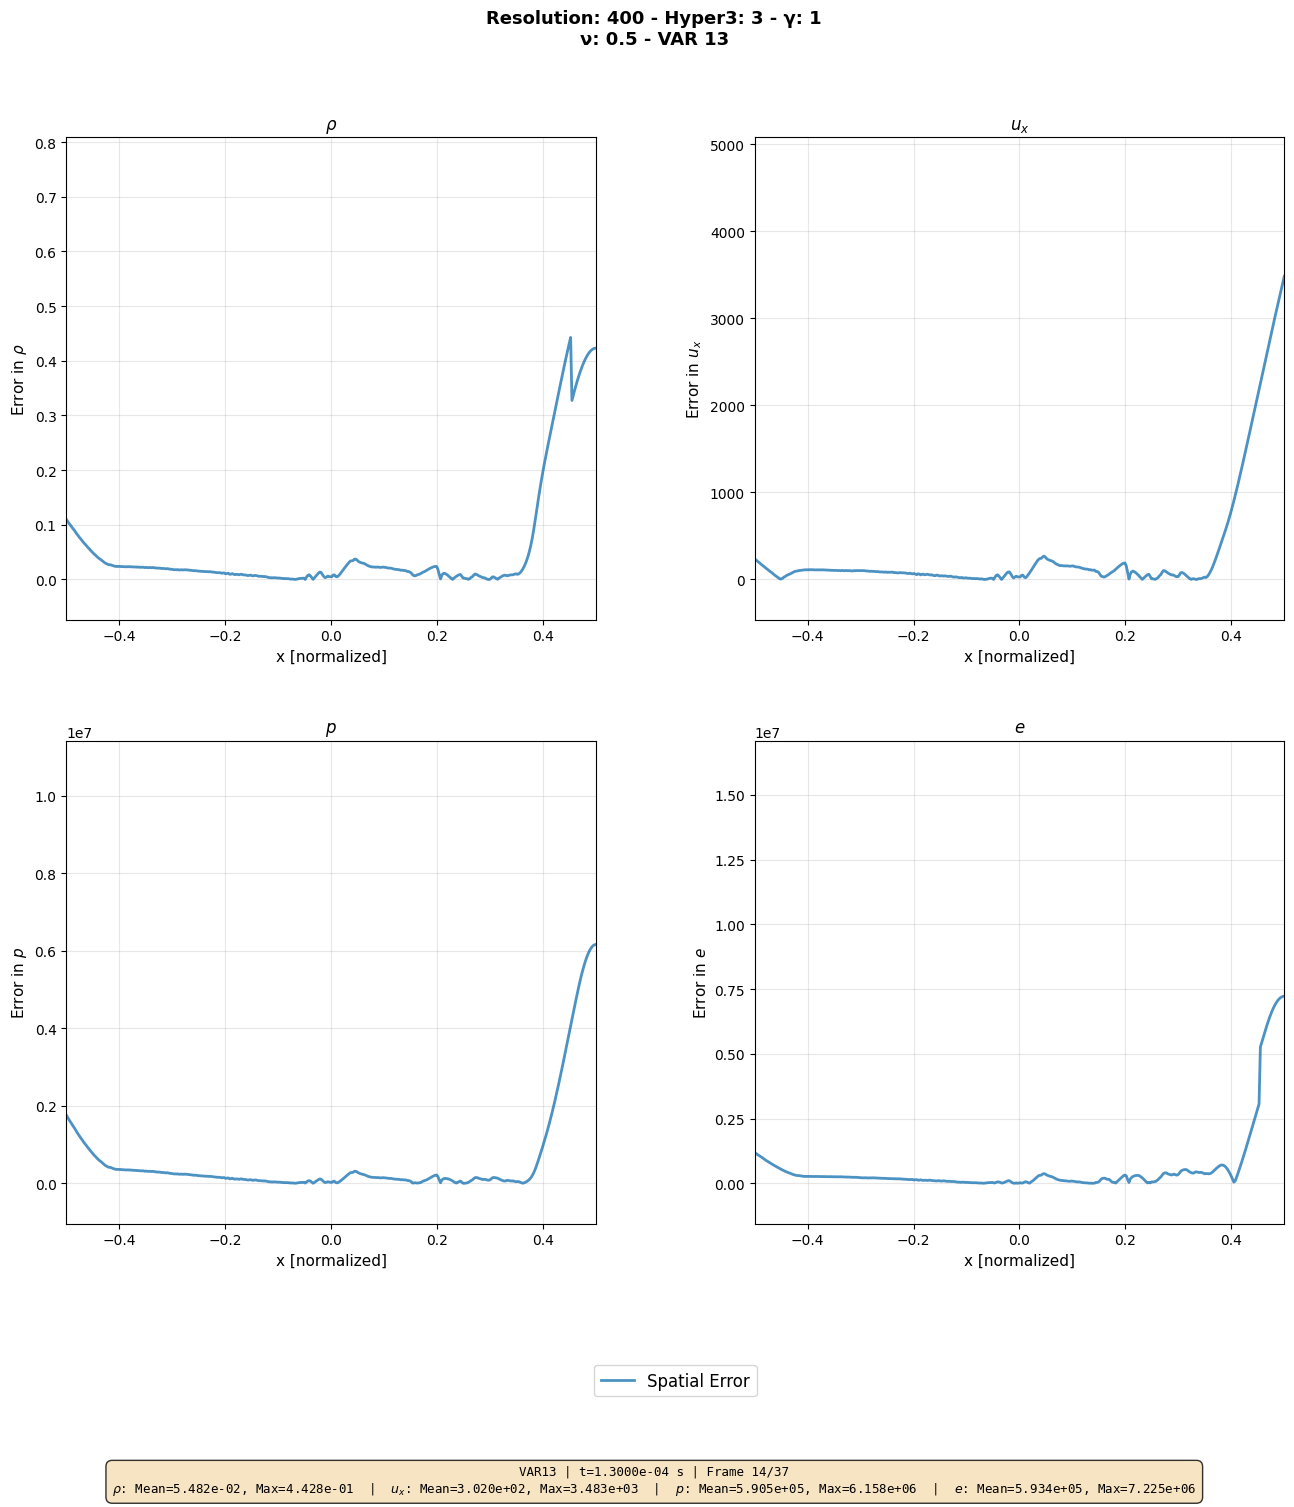 Resolution: 400 - Hyper3: 3 - γ: 1
ν: 0.5 - VAR 13
ρ
0.8
0.7
0.6
0.5
0.4
0.3
0.2
0.1
0.0
Error in ρ
−0.4 −0.2 0.0 0.2 0.4
x [normalized]
u_x
5000
4000
3000
2000
1000
0
Error in u_x
−0.4 −0.2 0.0 0.2 0.4
x [normalized]
p
1e7
1.0
0.8
0.6
0.4
0.2
0.0
Error in p
−0.4 −0.2 0.0 0.2 0.4
x [normalized]
e
1e7
1.50
1.25
1.00
0.75
0.50
0.25
0.00
Error in e
−0.4 −0.2 0.0 0.2 0.4
x [normalized]
Spatial Error
VAR13 | t=1.3000e-04 s | Frame 14/37
ρ: Mean=5.482e-02, Max=4.428e-01 | u_x: Mean=3.020e+02, Max=3.483e+03 | p: Mean=5.905e+05, Max=6.158e+06 | e: Mean=5.934e+05, Max=7.225e+06